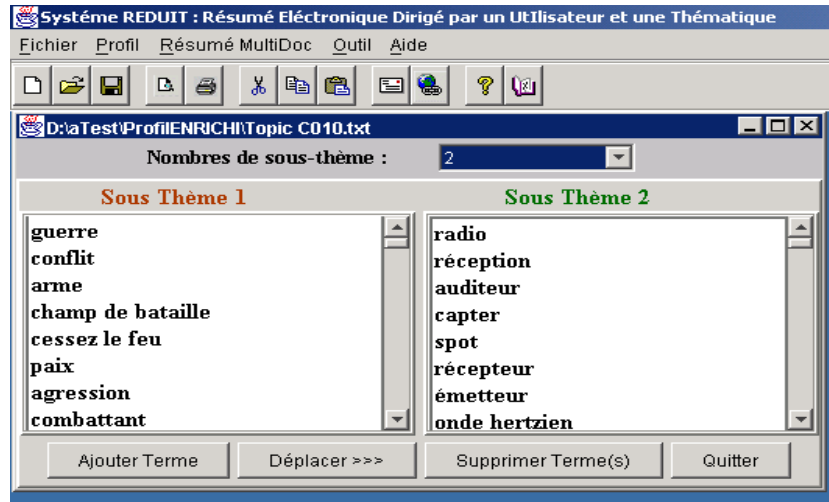 Systéme REDUIT : Résumé Eléctronique Dirigé par un UtIlisateur et une Thématique
Fichier Profil Résumé MultiDoc Outil Aide
D:\aTest\ProfilENRICHI\Topic C010.txt
Nombres de sous-thème : 2
Sous Thème 1 Sous Thème 2
guerre
conflit
arme
champ de bataille
cessez le feu
paix
agression
combattant
radio
réception
auditeur
capter
spot
récepteur
émetteur
onde hertzien
Ajouter Terme Déplacer >>> Supprimer Terme(s) Quitter